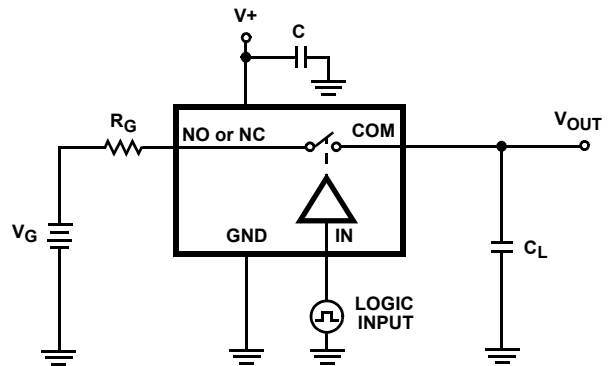 V+
C
RG
NO or NC
COM
VOUT
VG
GND
IN
CL
LOGIC
INPUT